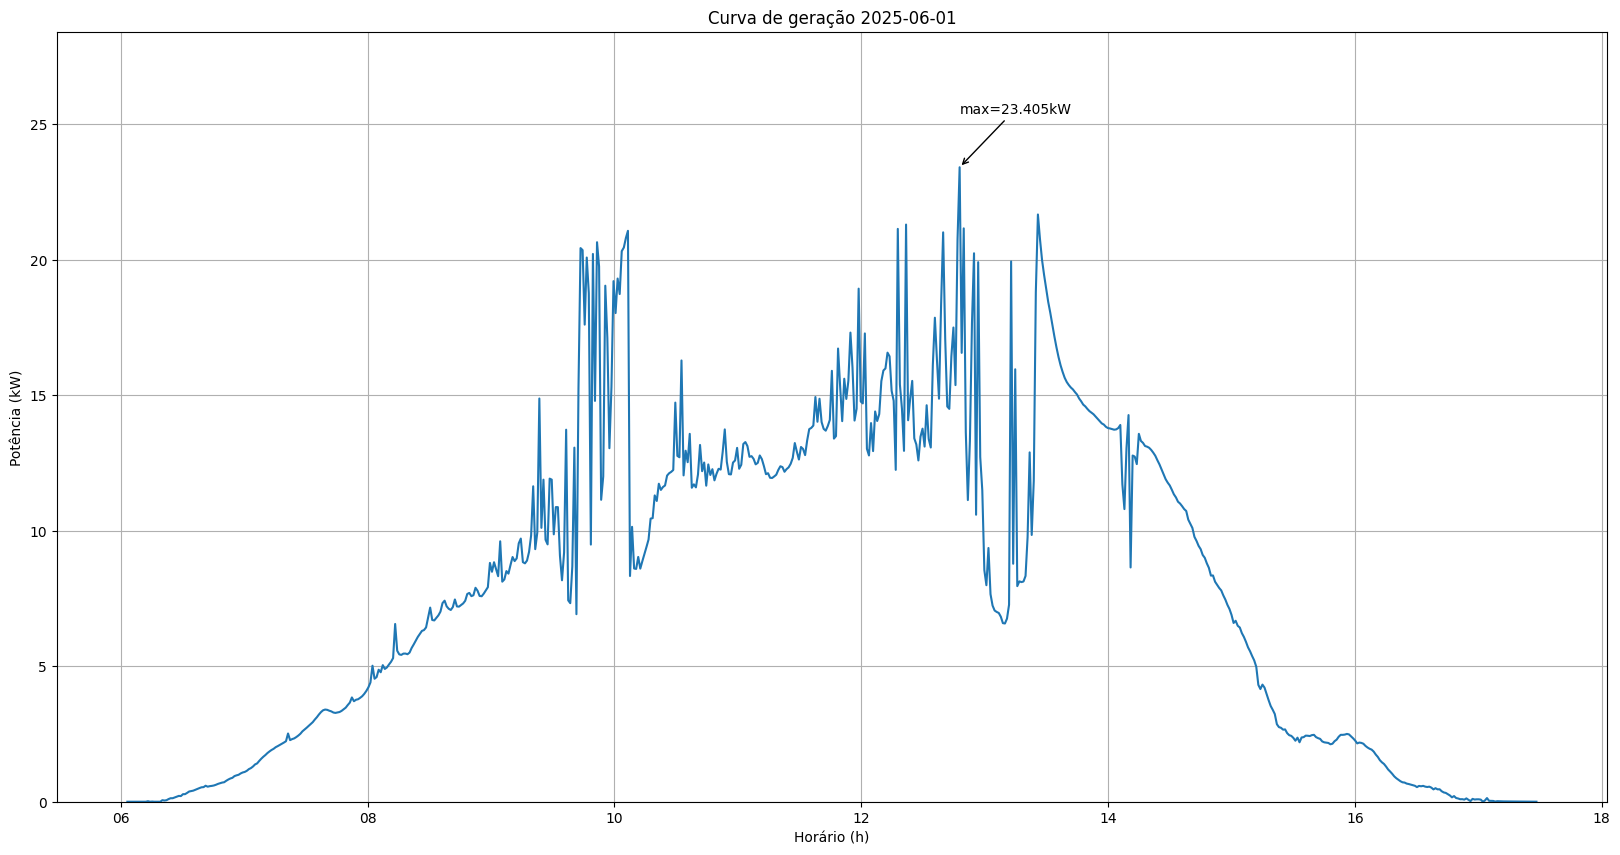 Curva de geração 2025-06-01
max=23.405kW
Potência (kW)
25
20
15
10
5
0
06 08 10 12 14 16 18
Horário (h)